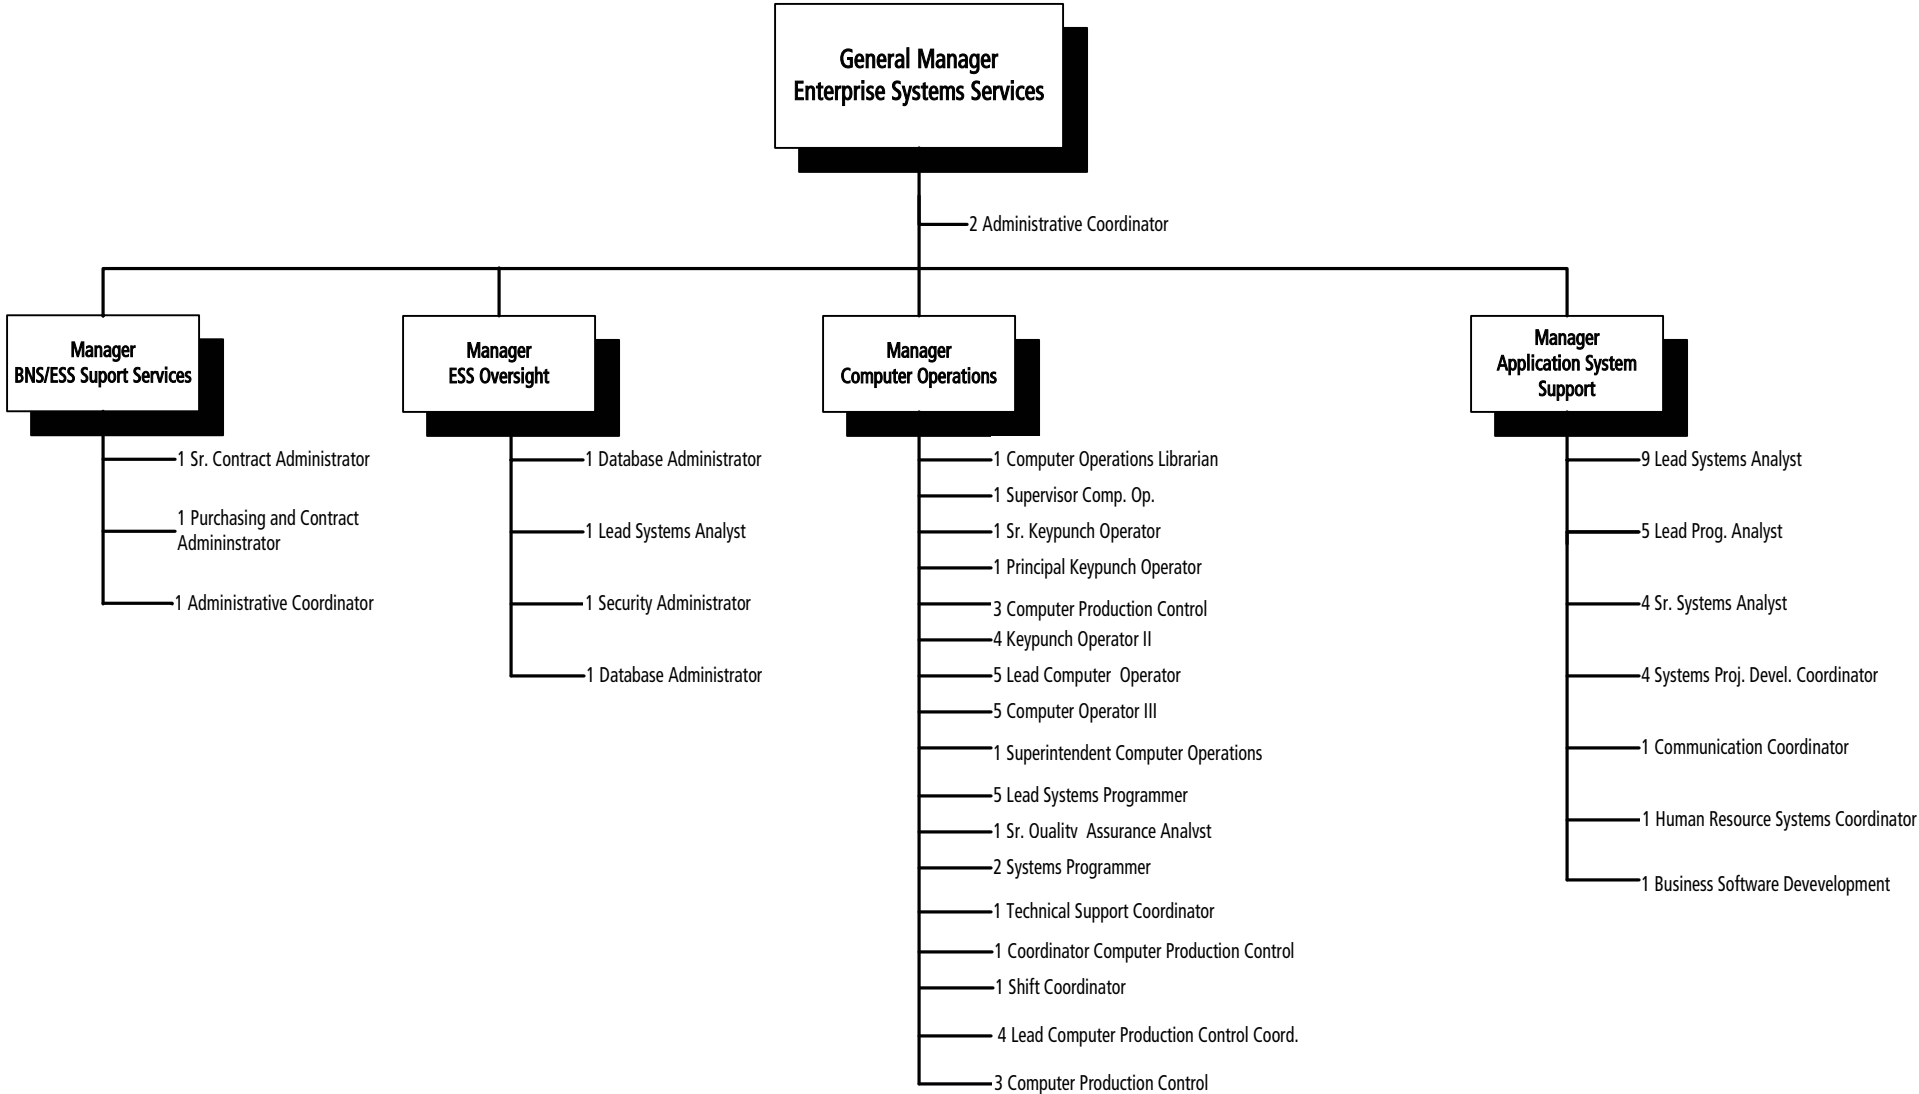 General Manager
Enterprise Systems Services
2 Administrative Coordinator
Manager
BNS/ESS Suport Services
1 Sr. Contract Administrator
1 Purchasing and Contract
Admininstrator
1 Administrative Coordinator
Manager
ESS Oversight
1 Database Administrator
1 Lead Systems Analyst
1 Security Administrator
1 Database Administrator
Manager
Computer Operations
1 Computer Operations Librarian
1 Supervisor Comp. Op.
1 Sr. Keypunch Operator
1 Principal Keypunch Operator
3 Computer Production Control
4 Keypunch Operator II
5 Lead Computer Operator
5 Computer Operator III
1 Superintendent Computer Operations
5 Lead Systems Programmer
1 Sr. Quality Assurance Analyst
2 Systems Programmer
1 Technical Support Coordinator
1 Coordinator Computer Production Control
1 Shift Coordinator
4 Lead Computer Production Control Coord.
3 Computer Production Control
Manager
Application System
Support
9 Lead Systems Analyst
5 Lead Prog. Analyst
4 Sr. Systems Analyst
4 Systems Proj. Devel. Coordinator
1 Communication Coordinator
1 Human Resource Systems Coordinator
1 Business Software Devevelopment